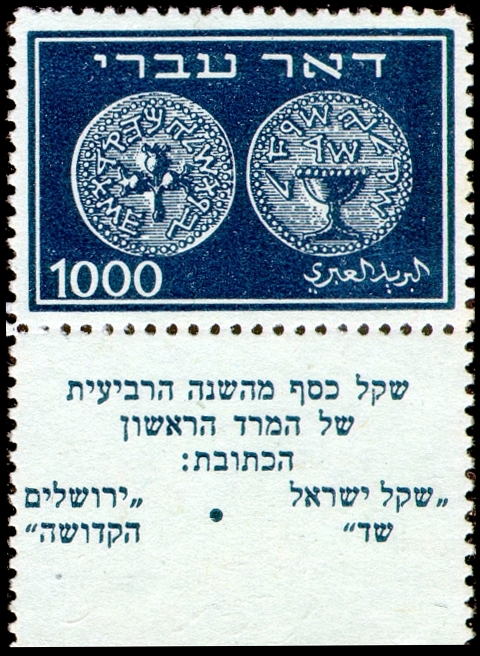 דאר עברי
1000
البريد العبري
שקל כסף מהשנה הרביעית
של המרד הראשון
הכתובת:
„שקל ישראל
שד״
„ירושלים
הקדושה״